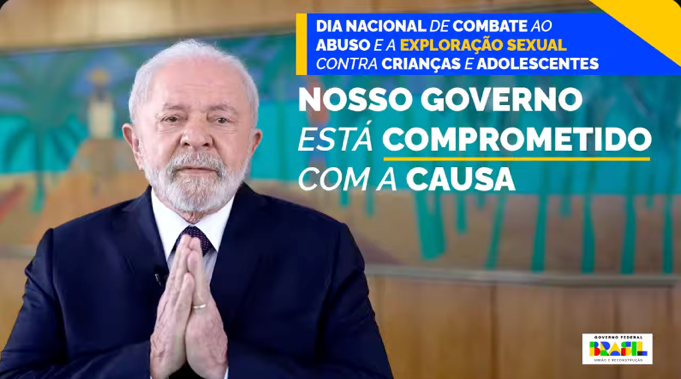 DIA NACIONAL DE COMBATE AO
ABUSO E A EXPLORAÇÃO SEXUAL
CONTRA CRIANÇAS E ADOLESCENTES
NOSSO GOVERNO
ESTÁ COMPROMETIDO
COM A CAUSA
GOVERNO FEDERAL
BRASIL
UNIÃO E RECONSTRUÇÃO